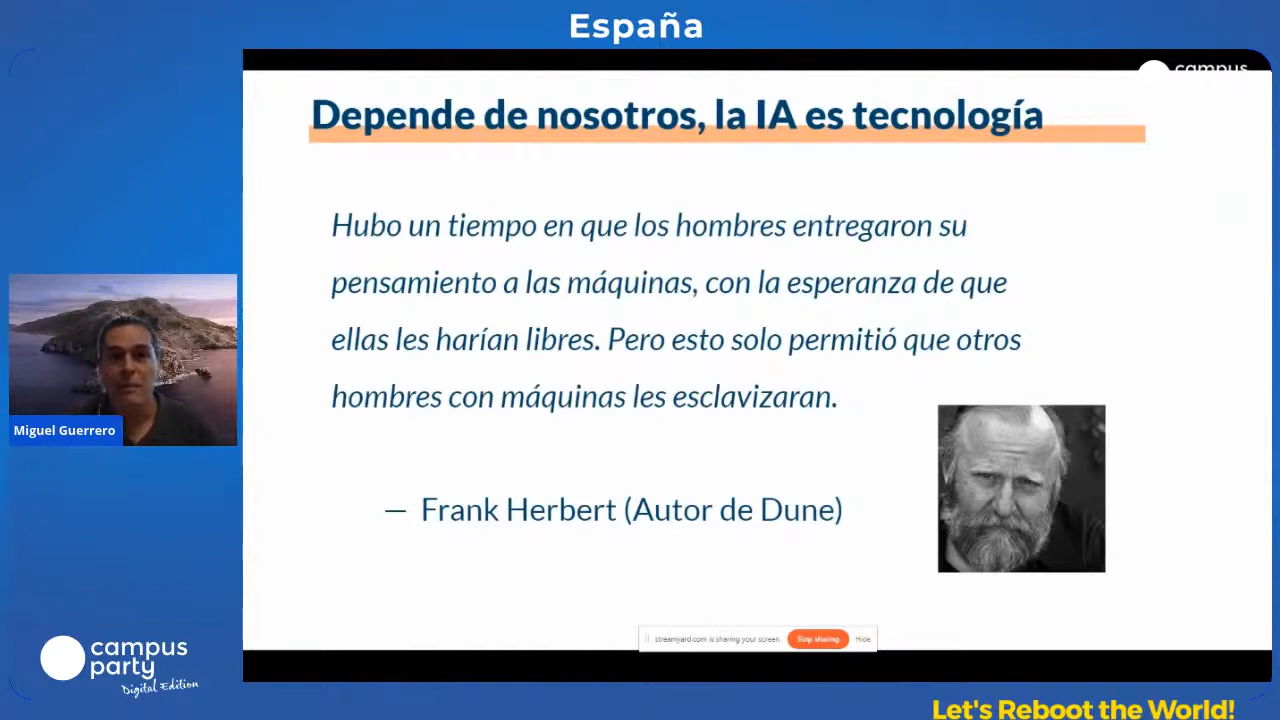 España
campus
Depende de nosotros, la IA es tecnología
Hubo un tiempo en que los hombres entregaron su
pensamiento a las máquinas, con la esperanza de que
ellas les harían libres. Pero esto solo permitió que otros
hombres con máquinas les esclavizaran.
— Frank Herbert (Autor de Dune)
Miguel Guerrero
streamyard.com is sharing your screen. Stop sharing Hide
campus
party
Digital Edition
Let's Reboot the World!